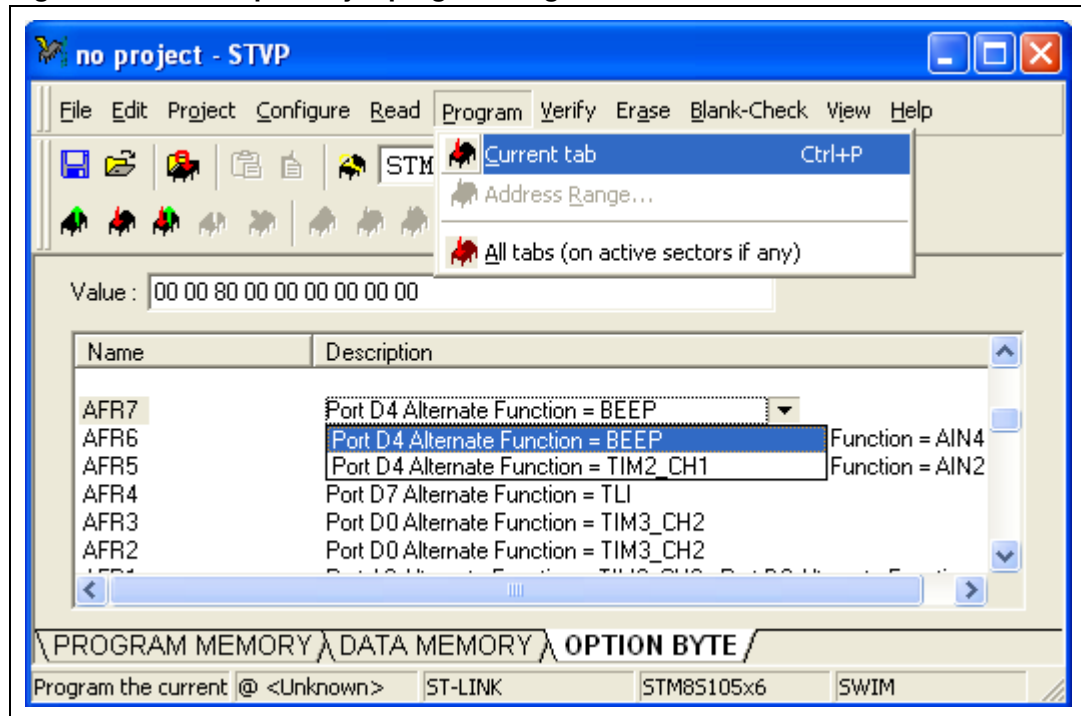 no project - STVP
File Edit Project Configure Read Program Verify Erase Blank-Check View Help
STM
Current tab Ctrl+P
Address Range...
All tabs (on active sectors if any)
Value : 00 00 80 00 00 00 00 00 00
Name Description
AFR7 Port D4 Alternate Function = BEEP
AFR6 Port D4 Alternate Function = BEEP Function = AIN4
AFR5 Port D4 Alternate Function = TIM2_CH1 Function = AIN2
AFR4 Port D7 Alternate Function = TLI
AFR3 Port D0 Alternate Function = TIM3_CH2
AFR2 Port D0 Alternate Function = TIM3_CH2
PROGRAM MEMORY DATA MEMORY OPTION BYTE
Program the current @ <Unknown> ST-LINK STM8S105x6 SWIM